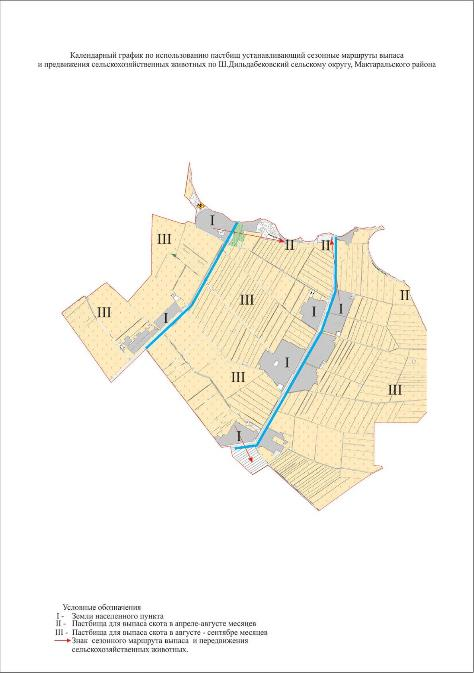 Календарный график по использованию пастбищ устанавливающий сезонные маршруты выпаса
и предвижения сельскохозяйственных животных по Ш.Дильдабековский сельскому округу, Мактаральского района
I
III
II
II
II
III
III
I
I
I
I
III
III
I
Условные обозначения
I - Земли населенного пункта
II - Пастбища для выпаса скота в апреле-августе месяцев
III - Пастбища для выпаса скота в августе - сентябре месяцев
Знак сезонного маршрута выпаса и передвижения
сельскохозяйственных животных.